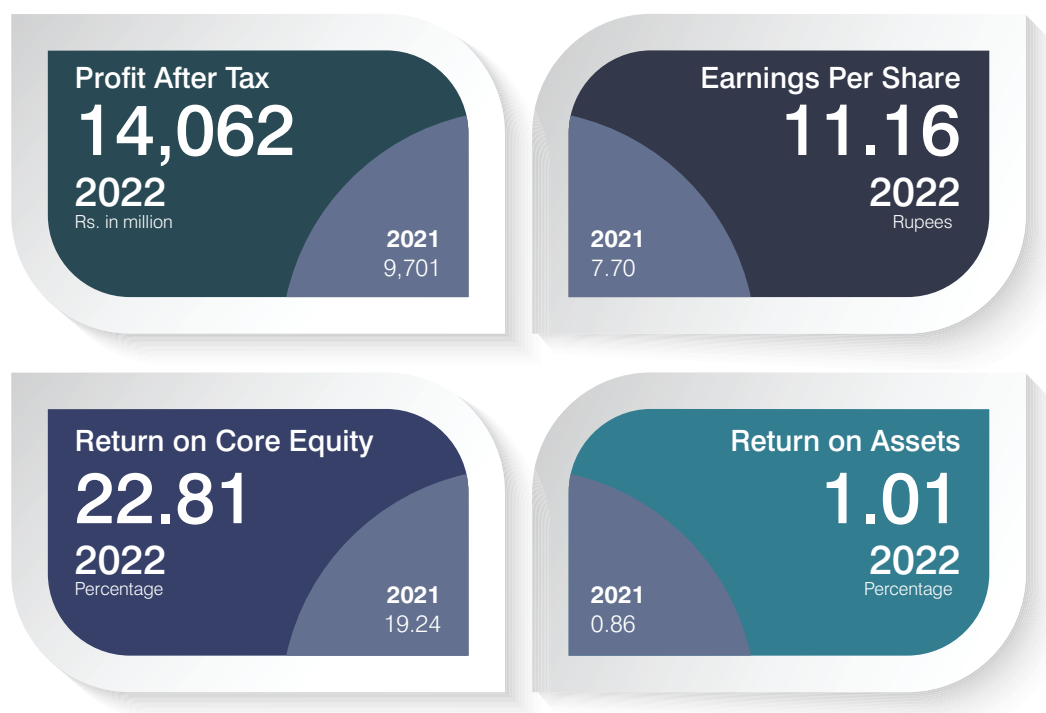 Profit After Tax
14,062
2022
Rs. in million
2021
9,701
Earnings Per Share
11.16
2022
Rupees
2021
7.70
Return on Core Equity
22.81
2022
Percentage
2021
19.24
Return on Assets
1.01
2022
Percentage
2021
0.86